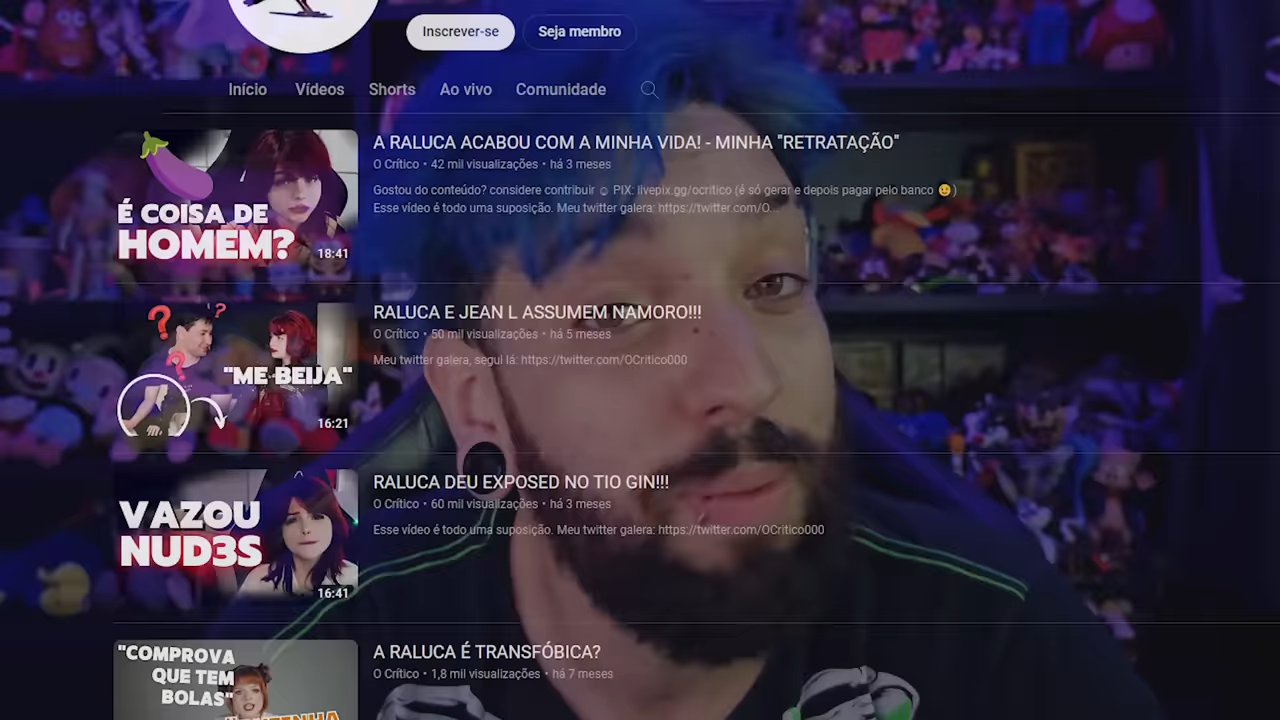 Inscrever-se
Seja membro
Início
Vídeos
Shorts
Ao vivo
Comunidade
É COISA DE
HOMEM?
18:41
A RALUCA ACABOU COM A MINHA VIDA! - MINHA "RETRATAÇÃO"
O Crítico • 42 mil visualizações • há 3 meses
Gostou do conteúdo? considere contribuir ☺ PIX: livepix.gg/ocritico (é só gerar e depois pagar pelo banco 🙂)
Esse vídeo é todo uma suposição. Meu twitter galera: https://twitter.com/O...
? ?
?
"ME BEIJA"
16:21
RALUCA E JEAN L ASSUMEM NAMORO!!!
O Crítico • 50 mil visualizações • há 5 meses
Meu twitter galera, segui lá: https://twitter.com/OCritico000
VAZOU
NUD3S
16:41
RALUCA DEU EXPOSED NO TIO GIN!!!
O Crítico • 60 mil visualizações • há 3 meses
Esse vídeo é todo uma suposição. Meu twitter galera: https://twitter.com/OCritico000
"COMPROVA
QUE TEM
BOLAS"
A RALUCA É TRANSFÓBICA?
O Crítico • 1,8 mil visualizações • há 7 meses